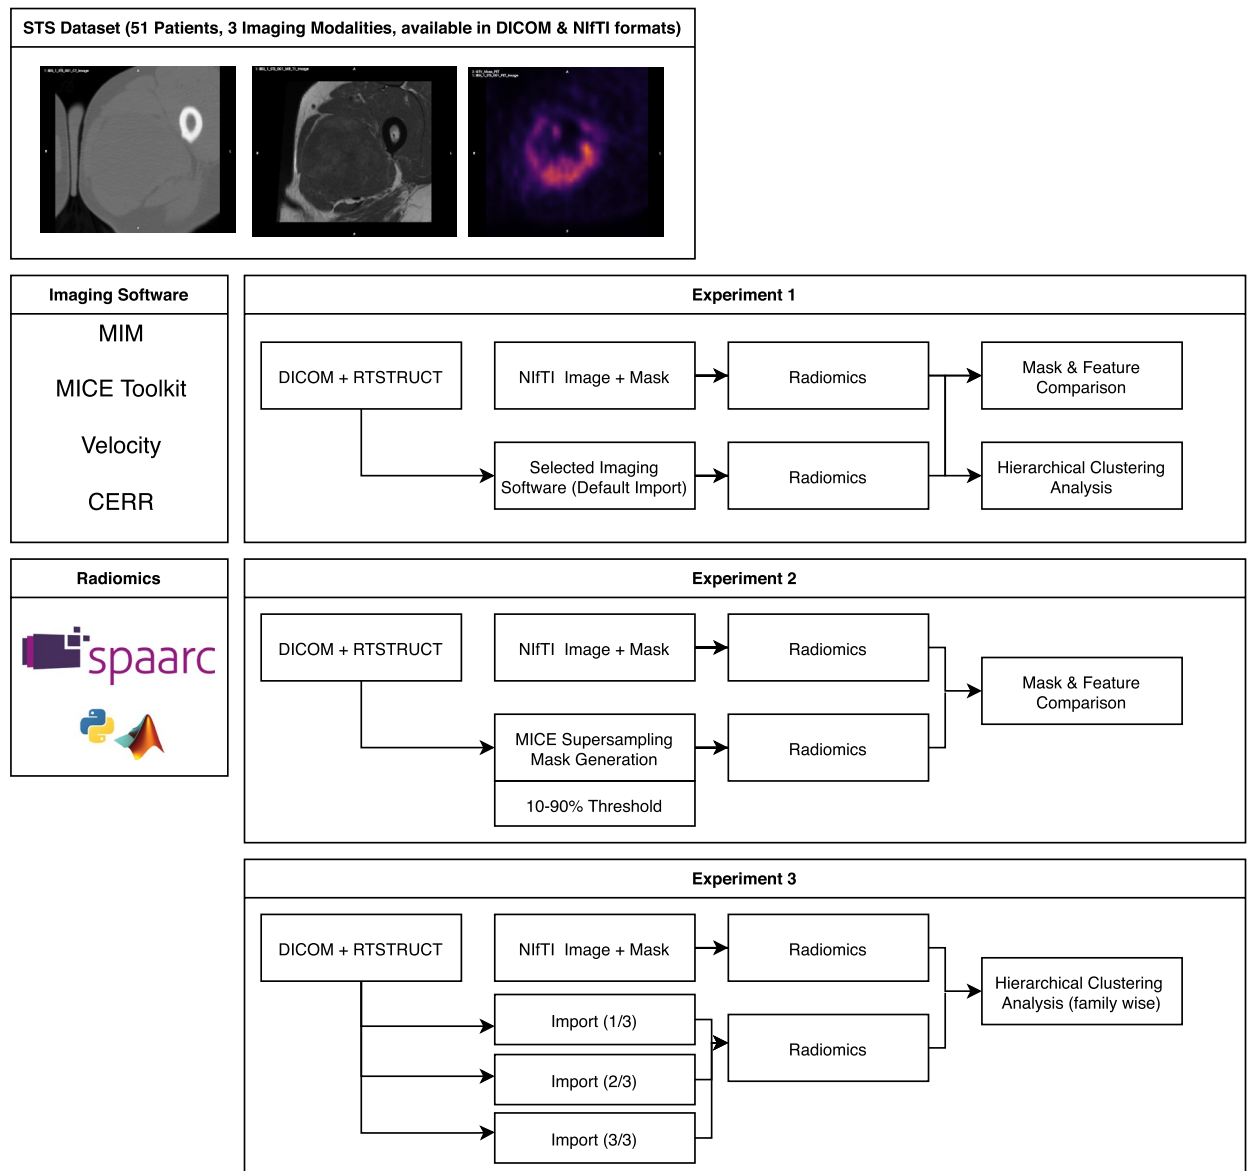 STS Dataset (51 Patients, 3 Imaging Modalities, available in DICOM & NIfTI formats)
Imaging Software
MIM
MICE Toolkit
Velocity
CERR
Experiment 1
DICOM + RTSTRUCT
NIfTI Image + Mask
Radiomics
Mask & Feature
Comparison
Selected Imaging
Software (Default Import)
Radiomics
Hierarchical Clustering
Analysis
Radiomics
spaarc
Experiment 2
DICOM + RTSTRUCT
NIfTI Image + Mask
Radiomics
Mask & Feature
Comparison
MICE Supersampling
Mask Generation
10-90% Threshold
Radiomics
Experiment 3
DICOM + RTSTRUCT
NIfTI Image + Mask
Radiomics
Hierarchical Clustering
Analysis (family wise)
Import (1/3)
Import (2/3)
Import (3/3)
Radiomics